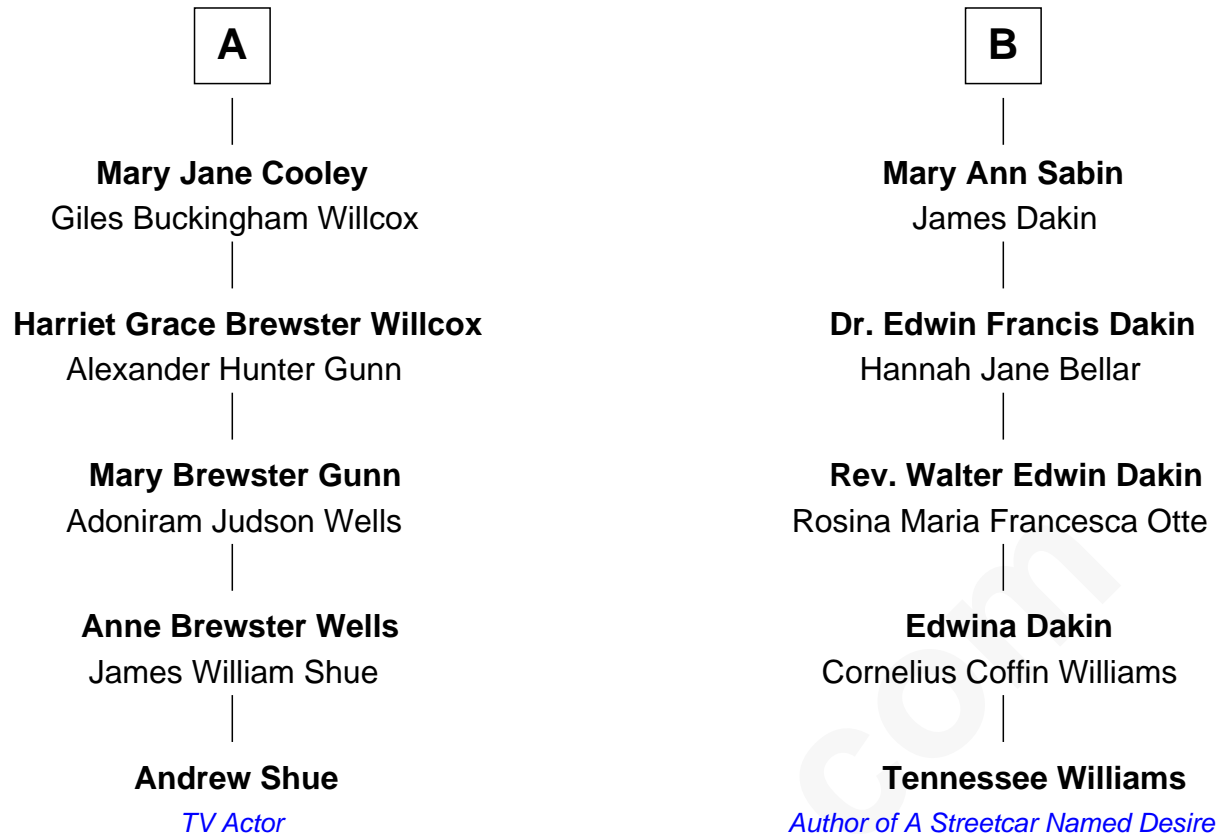 A
Mary Jane Cooley
Giles Buckingham Willcox
Harriet Grace Brewster Willcox
Alexander Hunter Gunn
Mary Brewster Gunn
Adoniram Judson Wells
Anne Brewster Wells
James William Shue
Andrew Shue
TV Actor
B
Mary Ann Sabin
James Dakin
Dr. Edwin Francis Dakin
Hannah Jane Bellar
Rev. Walter Edwin Dakin
Rosina Maria Francesca Otte
Edwina Dakin
Cornelius Coffin Williams
Tennessee Williams
Author of A Streetcar Named Desire
com